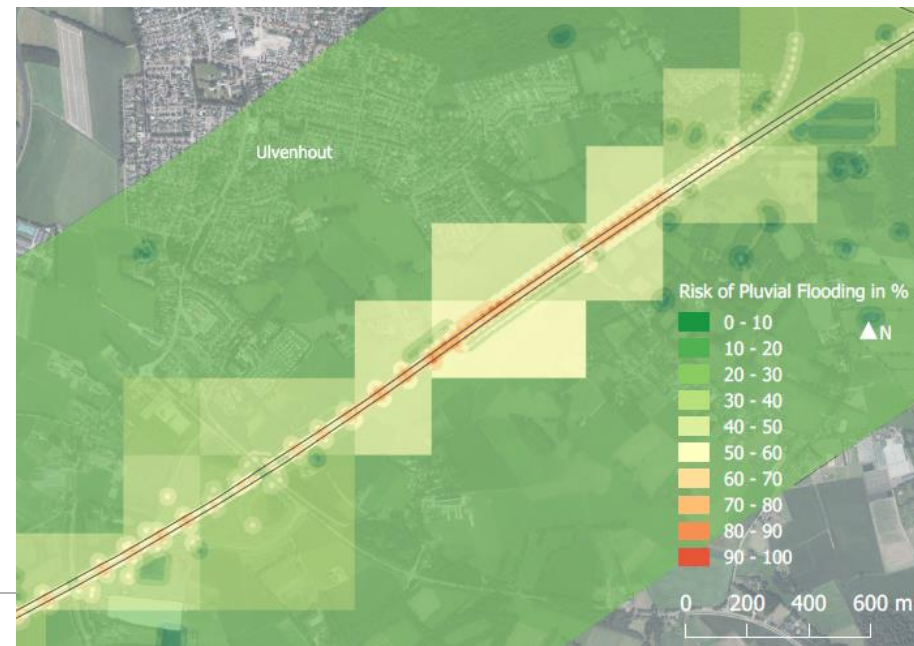 Ulvenhout
Risk of Pluvial Flooding in %
0 - 10
N
10 - 20
20 - 30
30 - 40
40 - 50
50 - 60
60 - 70
70 - 80
80 - 90
90 - 100
0 200 400 600 m